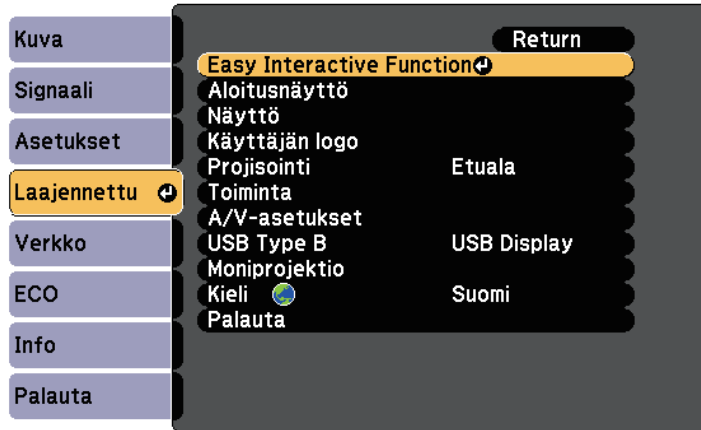 Kuva
Signaali
Asetukset
Laajennettu
Verkko
ECO
Info
Palauta
Return
Easy Interactive Function
Aloitusnäyttö
Näyttö
Käyttäjän logo
Projisointi Etuala
Toiminta
A/V-asetukset
USB Type B USB Display
Moniprojektio
Kieli Suomi
Palauta